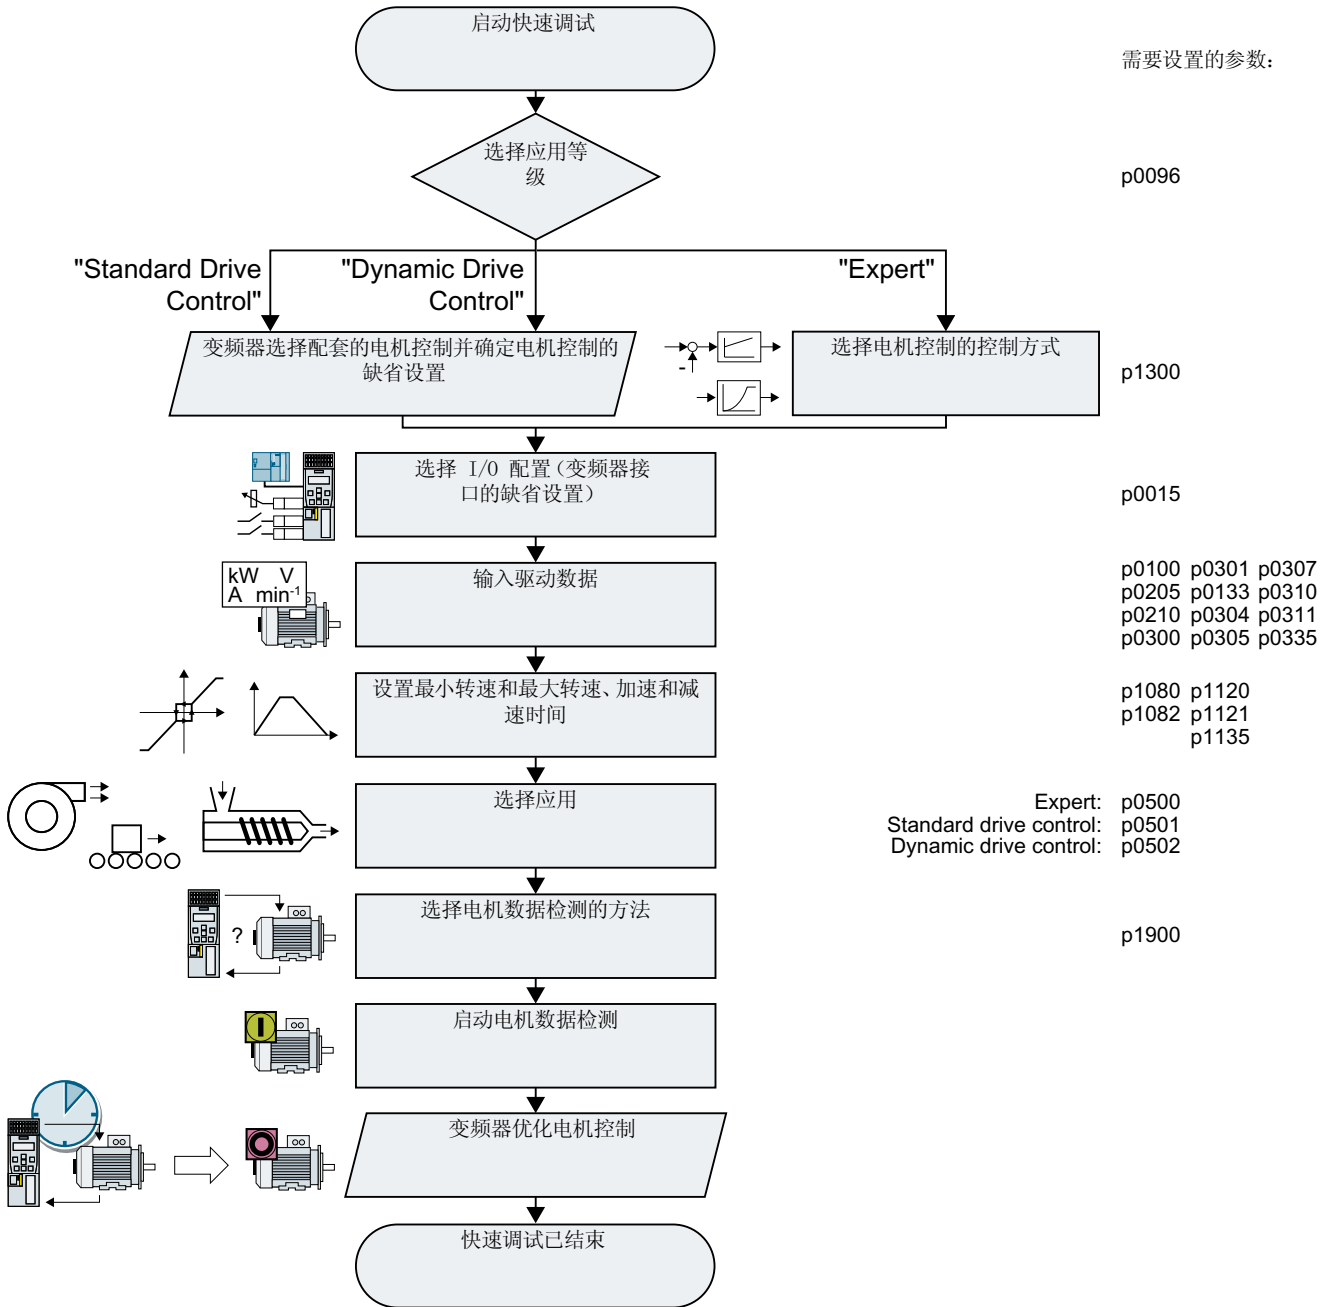 启动快速调试
需要设置的参数：
选择应用等
级
p0096
"Standard Drive
Control"
"Dynamic Drive
Control"
"Expert"
变频器选择配套的电机控制并确定电机控制的
缺省设置
选择电机控制的控制方式
p1300
选择 I/O 配置（变频器接
口的缺省设置）
p0015
kW V
A min-1
输入驱动数据
p0100 p0301 p0307
p0205 p0133 p0310
p0210 p0304 p0311
p0300 p0305 p0335
设置最小转速和最大转速、加速和减
速时间
p1080 p1120
p1082 p1121
p1135
选择应用
Expert: p0500
Standard drive control: p0501
Dynamic drive control: p0502
选择电机数据检测的方法
?
p1900
启动电机数据检测
变频器优化电机控制
快速调试已结束